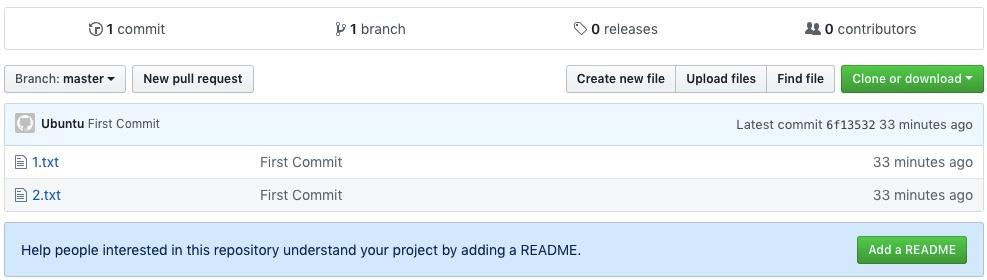 1 commit 1 branch 0 releases 0 contributors
Branch: master New pull request Create new file Upload files Find file Clone or download
Ubuntu First Commit Latest commit 6f13532 33 minutes ago
1.txt First Commit 33 minutes ago
2.txt First Commit 33 minutes ago
Help people interested in this repository understand your project by adding a README. Add a README